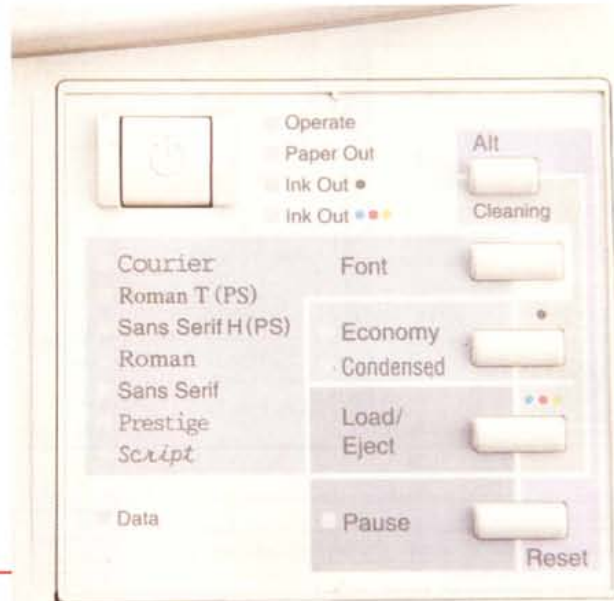 Operate
Paper Out
Ink Out
Ink Out
Alt
Cleaning
Courier
Roman T (PS)
Sans Serif H (PS)
Roman
Sans Serif
Prestige
Script
Font
Economy
Condensed
Load/
Eject
Data
Pause
Reset